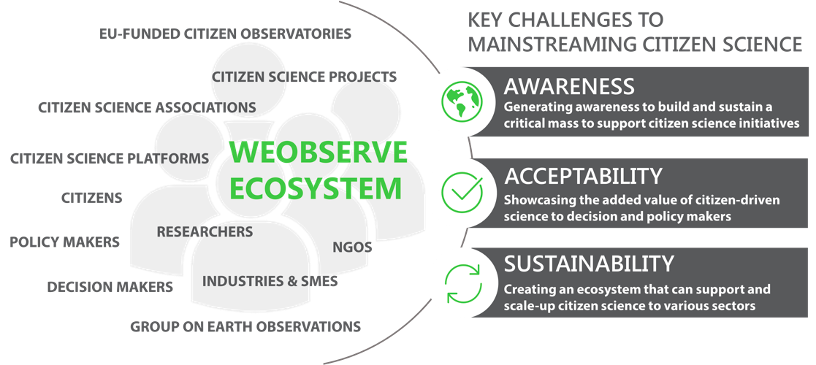 EU-FUNDED CITIZEN OBSERVATORIES
CITIZEN SCIENCE PROJECTS
CITIZEN SCIENCE ASSOCIATIONS
CITIZEN SCIENCE PLATFORMS
WEOBSERVE
ECOSYSTEM
CITIZENS
POLICY MAKERS
RESEARCHERS
NGOS
DECISION MAKERS
INDUSTRIES & SMES
GROUP ON EARTH OBSERVATIONS
KEY CHALLENGES TO
MAINSTREAMING CITIZEN SCIENCE
AWARENESS
Generating awareness to build and sustain a
critical mass to support citizen science initiatives
ACCEPTABILITY
Showcasing the added value of citizen-driven
science to decision and policy makers
SUSTAINABILITY
Creating an ecosystem that can support and
scale-up citizen science to various sectors